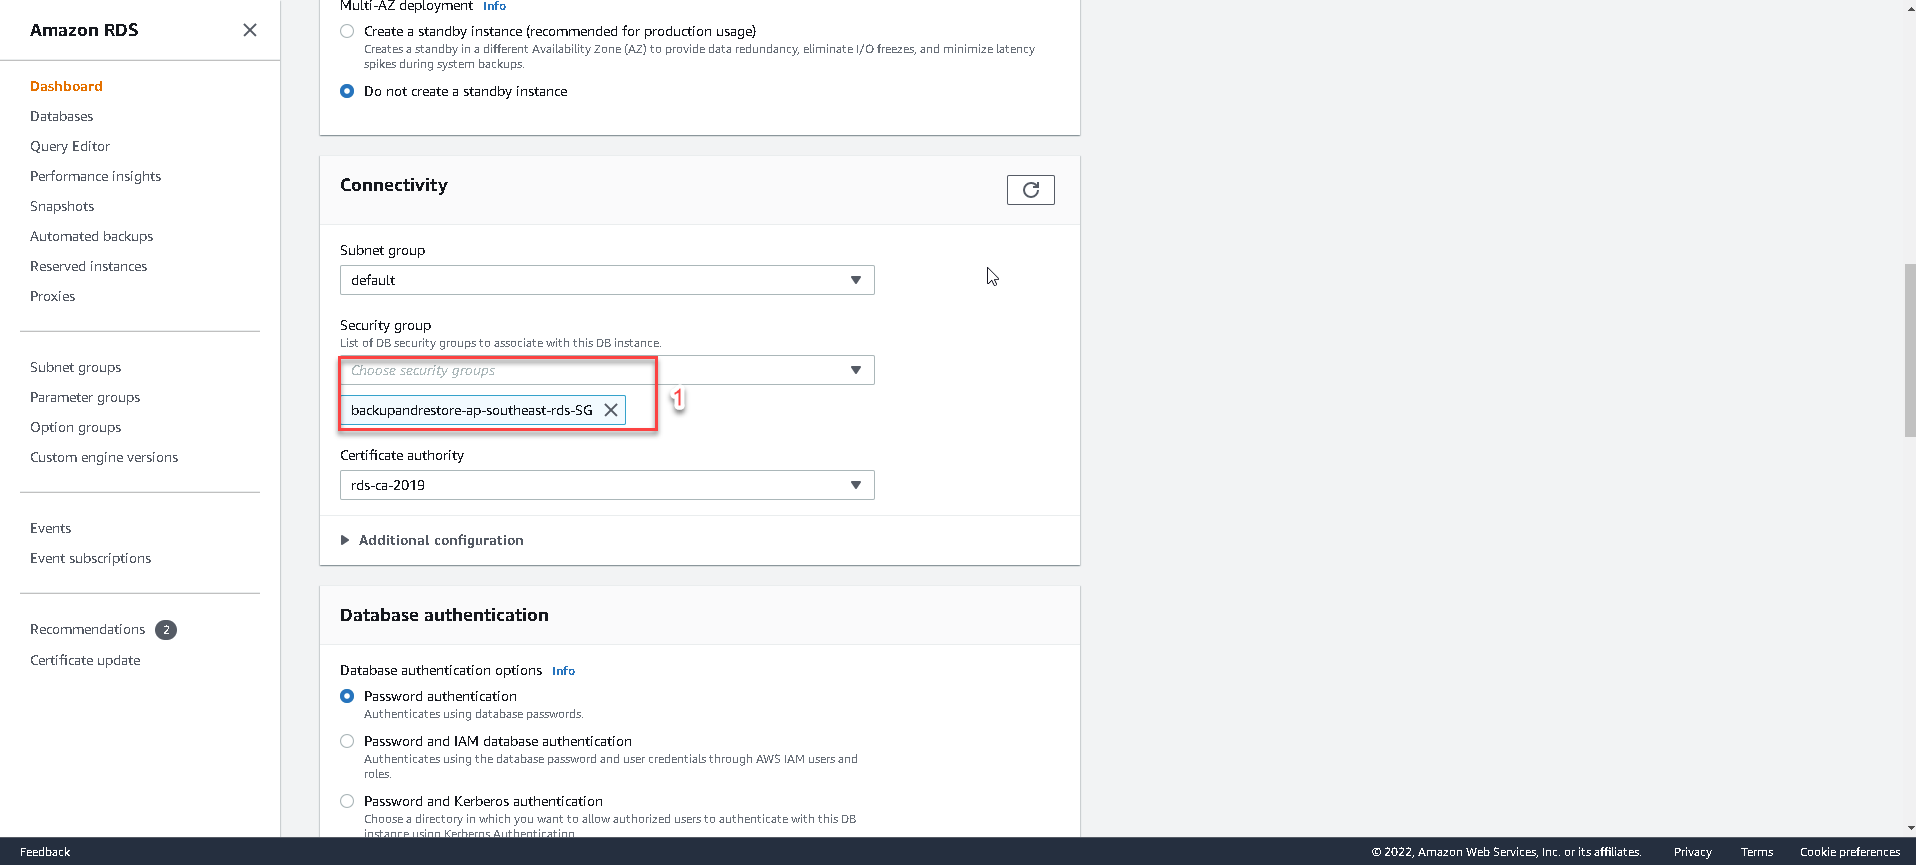 Amazon RDS
Dashboard
Databases
Query Editor
Performance insights
Snapshots
Automated backups
Reserved instances
Proxies
Subnet groups
Parameter groups
Option groups
Custom engine versions
Events
Event subscriptions
Recommendations 2
Certificate update
Multi-AZ deployment Info
Create a standby instance (recommended for production usage)
Creates a standby in a different Availability Zone (AZ) to provide data redundancy, eliminate I/O freezes, and minimize latency
spikes during system backups.
Do not create a standby instance
Connectivity
Subnet group
default
Security group
List of DB security groups to associate with this DB instance.
Choose security groups
backupandrestore-ap-southeast-rds-SG
1
Certificate authority
rds-ca-2019
Additional configuration
Database authentication
Database authentication options Info
Password authentication
Authenticates using database passwords.
Password and IAM database authentication
Authenticates using the database password and user credentials through AWS IAM users and
roles.
Password and Kerberos authentication
Choose a directory in which you want to allow authorized users to authenticate with this DB
instance using Kerberos Authentication.
Feedback
© 2022, Amazon Web Services, Inc. or its affiliates. Privacy Terms Cookie preferences